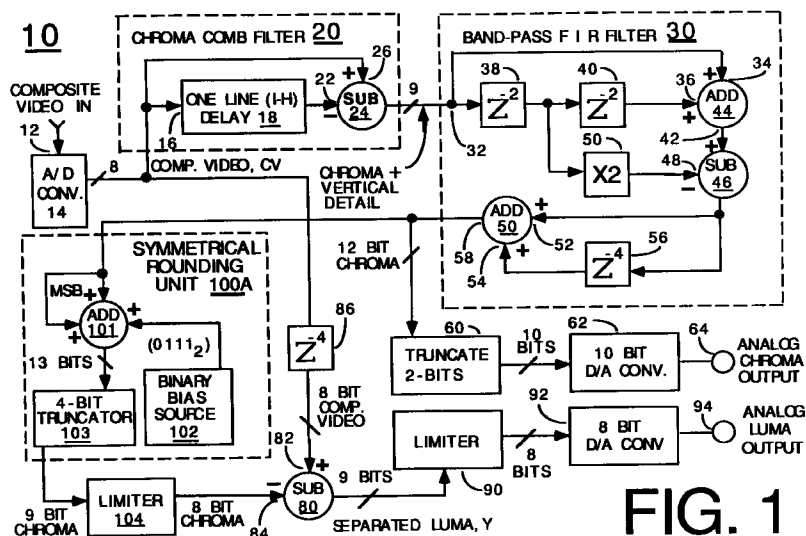 10
CHROMA COMB FILTER 20
BAND-PASS F I R FILTER 30
COMPOSITE
VIDEO IN
12
A/D
CONV.
14
8
16
ONE LINE (I-H)
DELAY 18
22
26
+
−
SUB
24
9
COMP. VIDEO, CV
CHROMA +
VERTICAL
DETAIL
32
38
Z-2
40
Z-2
36
34
+
+
ADD
44
42
50
X2
48
+
−
SUB
46
ADD
50
+
+
52
54
58
56
Z-4
12 BIT
CHROMA
SYMMETRICAL
ROUNDING
UNIT 100A
MSB
+
+
+
ADD
101
13 BITS
(01112)
4-BIT
TRUNCATOR
103
BINARY
BIAS
SOURCE
102
86
Z-4
8 BIT
COMP.
VIDEO
60
TRUNCATE
2-BITS
10
BITS
62
10 BIT
D/A CONV.
64
ANALOG
CHROMA
OUTPUT
LIMITER
90
8
BITS
92
8 BIT
D/A CONV
94
ANALOG
LUMA
OUTPUT
9 BIT
CHROMA
LIMITER
104
8 BIT
CHROMA
82
+
−
84
SUB
80
9 BITS
SEPARATED LUMA, Y
FIG. 1